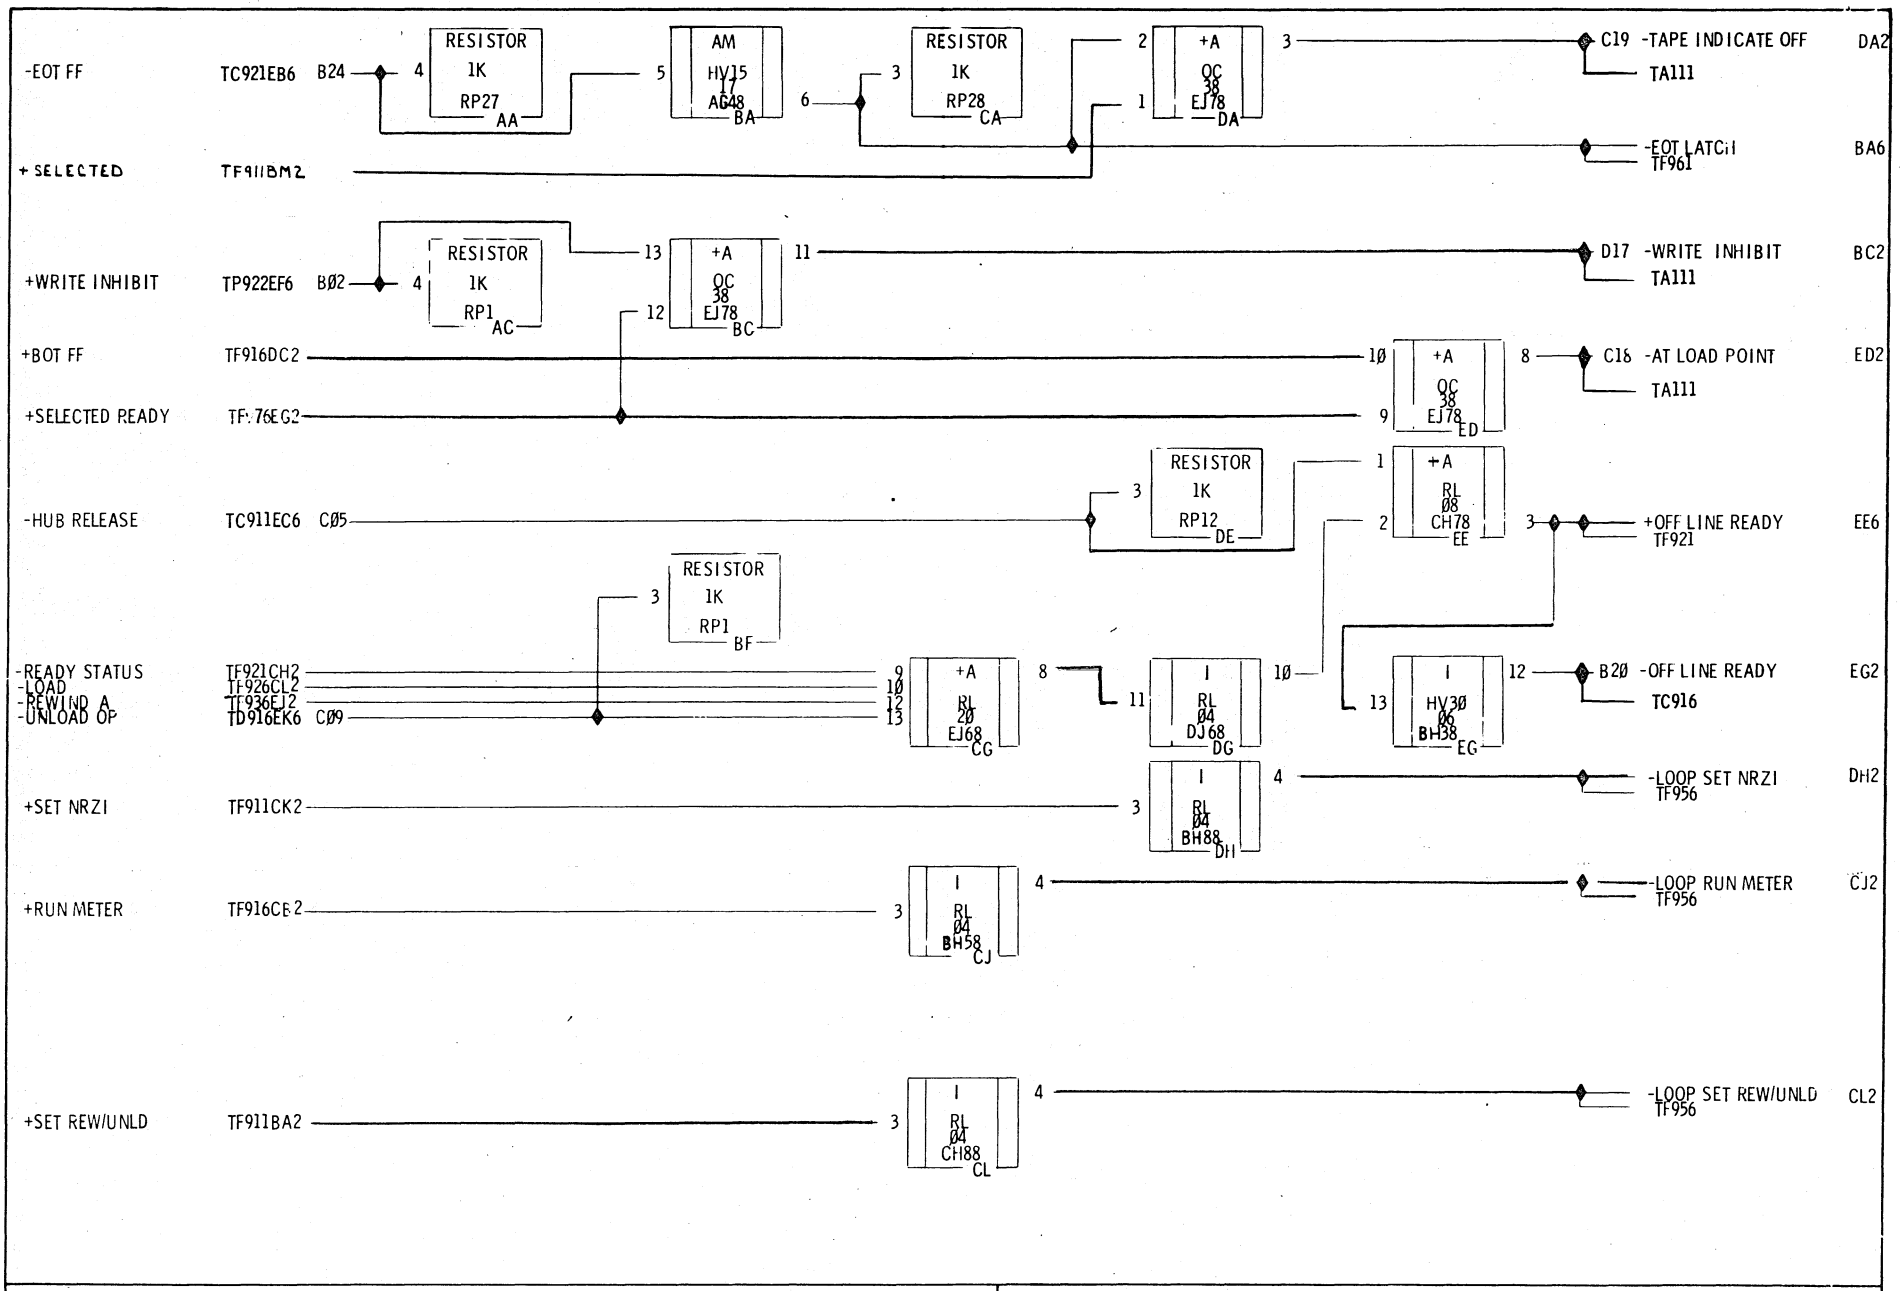 -EOT FF TC921EB6 B24 4
RESISTOR
1K
RP27
AA
5
AM
HV15
17
AG48
BA
6
3
RESISTOR
1K
RP28
CA
2
1
+A
OC
38
EJ78
DA
3
C19 -TAPE INDICATE OFF DA2
TA111
-EOT LATCH BA6
TF961
+ SELECTED TF911BM2
+WRITE INHIBIT TP922EF6 BØ2 4
RESISTOR
1K
RP1
AC
13
12
+A
OC
38
EJ78
BC
11
D17 -WRITE INHIBIT BC2
TA111
+BOT FF TF916DC2
10
9
+A
OC
38
EJ78
ED
8
C18 -AT LOAD POINT ED2
TA111
+SELECTED READY 76EG2
-HUB RELEASE TC911EC6 CØ5
3
RESISTOR
1K
RP12
DE
1
2
+A
RL
Ø8
CH78
EE
3
+OFF LINE READY EE6
TF921
3
RESISTOR
1K
RP1
BF
-READY STATUS TF921CH2 9
-LOAD TF926CL2 1Ø
-REWIND A TF936EJ2 12
-UNLOAD OP TD916EK6 CØ9 13
+A
RL
2Ø
EJ68
CG
8
11
I
RL
Ø4
DJ68
DG
1Ø
13
I
HV3Ø
Ø6
BH38
EG
12
B2Ø -OFF LINE READY EG2
TC916
+SET NRZI TF911CK2
3
I
RL
Ø4
BH88
DH
4
-LOOP SET NRZI DH2
TF956
+RUN METER TF916CB2
3
I
RL
Ø4
BH58
CJ
4
-LOOP RUN METER CJ2
TF956
+SET REW/UNLD TF911BA2
3
I
RL
Ø4
CH88
CL
4
-LOOP SET REW/UNLD CL2
TF956